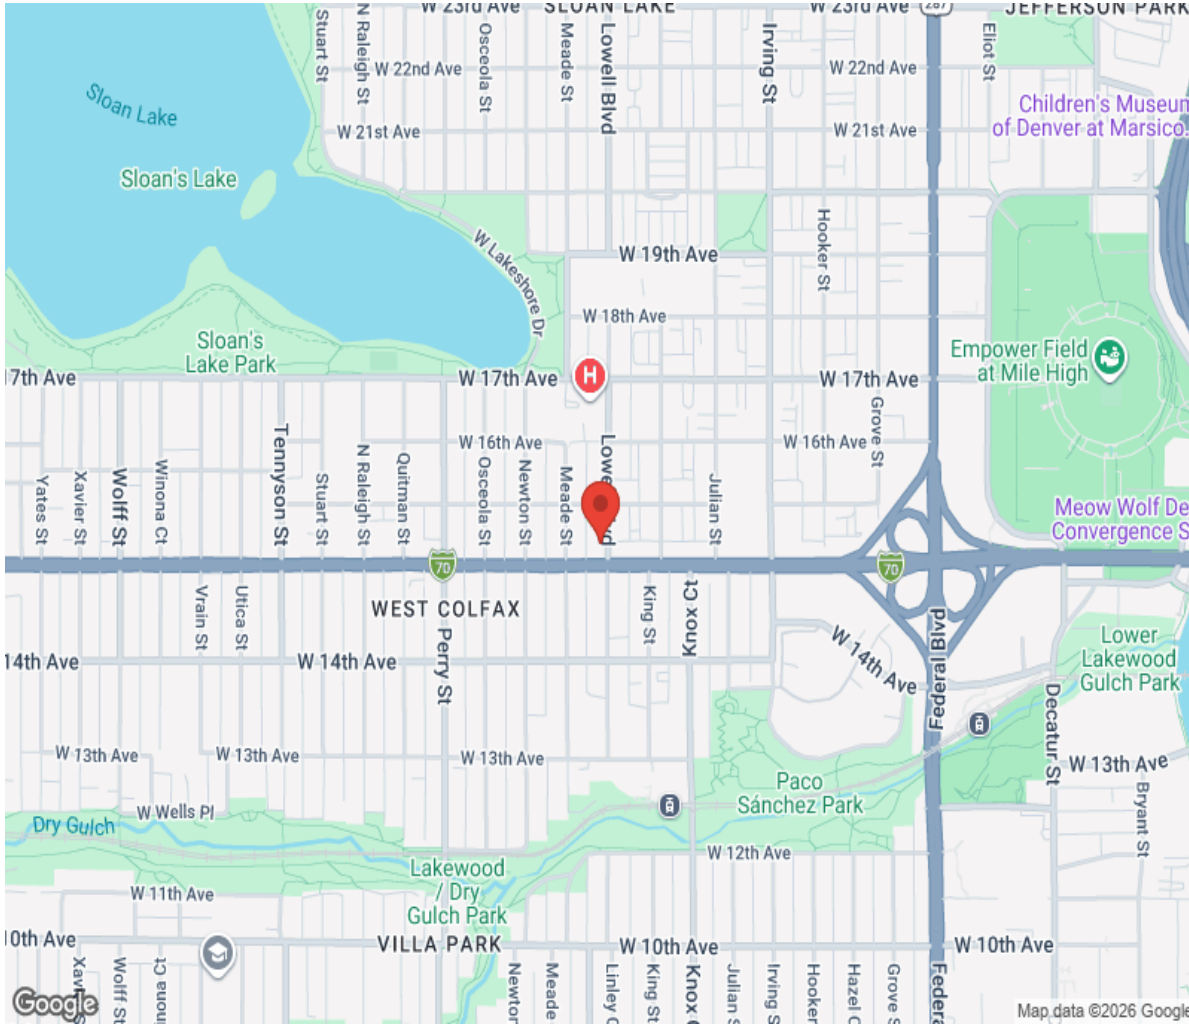 W 23rd Ave
SLOAN LAKE
W 23rd Ave
287
JEFFERSON PARK
Stuart St
N Raleigh St
Osceola St
Meade St
Lowell Blvd
Irving St
Eliot St
W 22nd Ave
W 22nd Ave
Sloan Lake
Children's Museum
of Denver at Marsico...
W 21st Ave
W 21st Ave
Sloan's Lake
Hooker St
W Lakeshore Dr
W 19th Ave
W 18th Ave
Sloan's
Lake Park
Empower Field
at Mile High
17th Ave
W 17th Ave
H
W 17th Ave
Grove St
W 16th Ave
W 16th Ave
Yates St
Xavier St
Wolff St
Winona Ct
Tennyson St
Stuart St
N Raleigh St
Quitman St
Osceola St
Newton St
Meade St
Julian St
Meow Wolf De
Convergence S
70
70
WEST COLFAX
Vrain St
Utica St
Perry St
King St
Knox Ct
Federal Blvd
14th Ave
W 14th Ave
W 14th Ave
Lower
Lakewood
Gulch Park
Decatur St
W 13th Ave
W 13th Ave
W 13th Ave
W 13th Ave
Bryant St
Paco
Sánchez Park
W Wells Pl
Dry Gulch
W 12th Ave
Lakewood
/ Dry
Gulch Park
W 11th Ave
10th Ave
VILLA PARK
W 10th Ave
W 10th Ave
Wolff St
Newton
Meade
King St
Julian S
Irving S
Hooker
Hazel C
Grove S
Federa
Google
Map data ©2026 Google